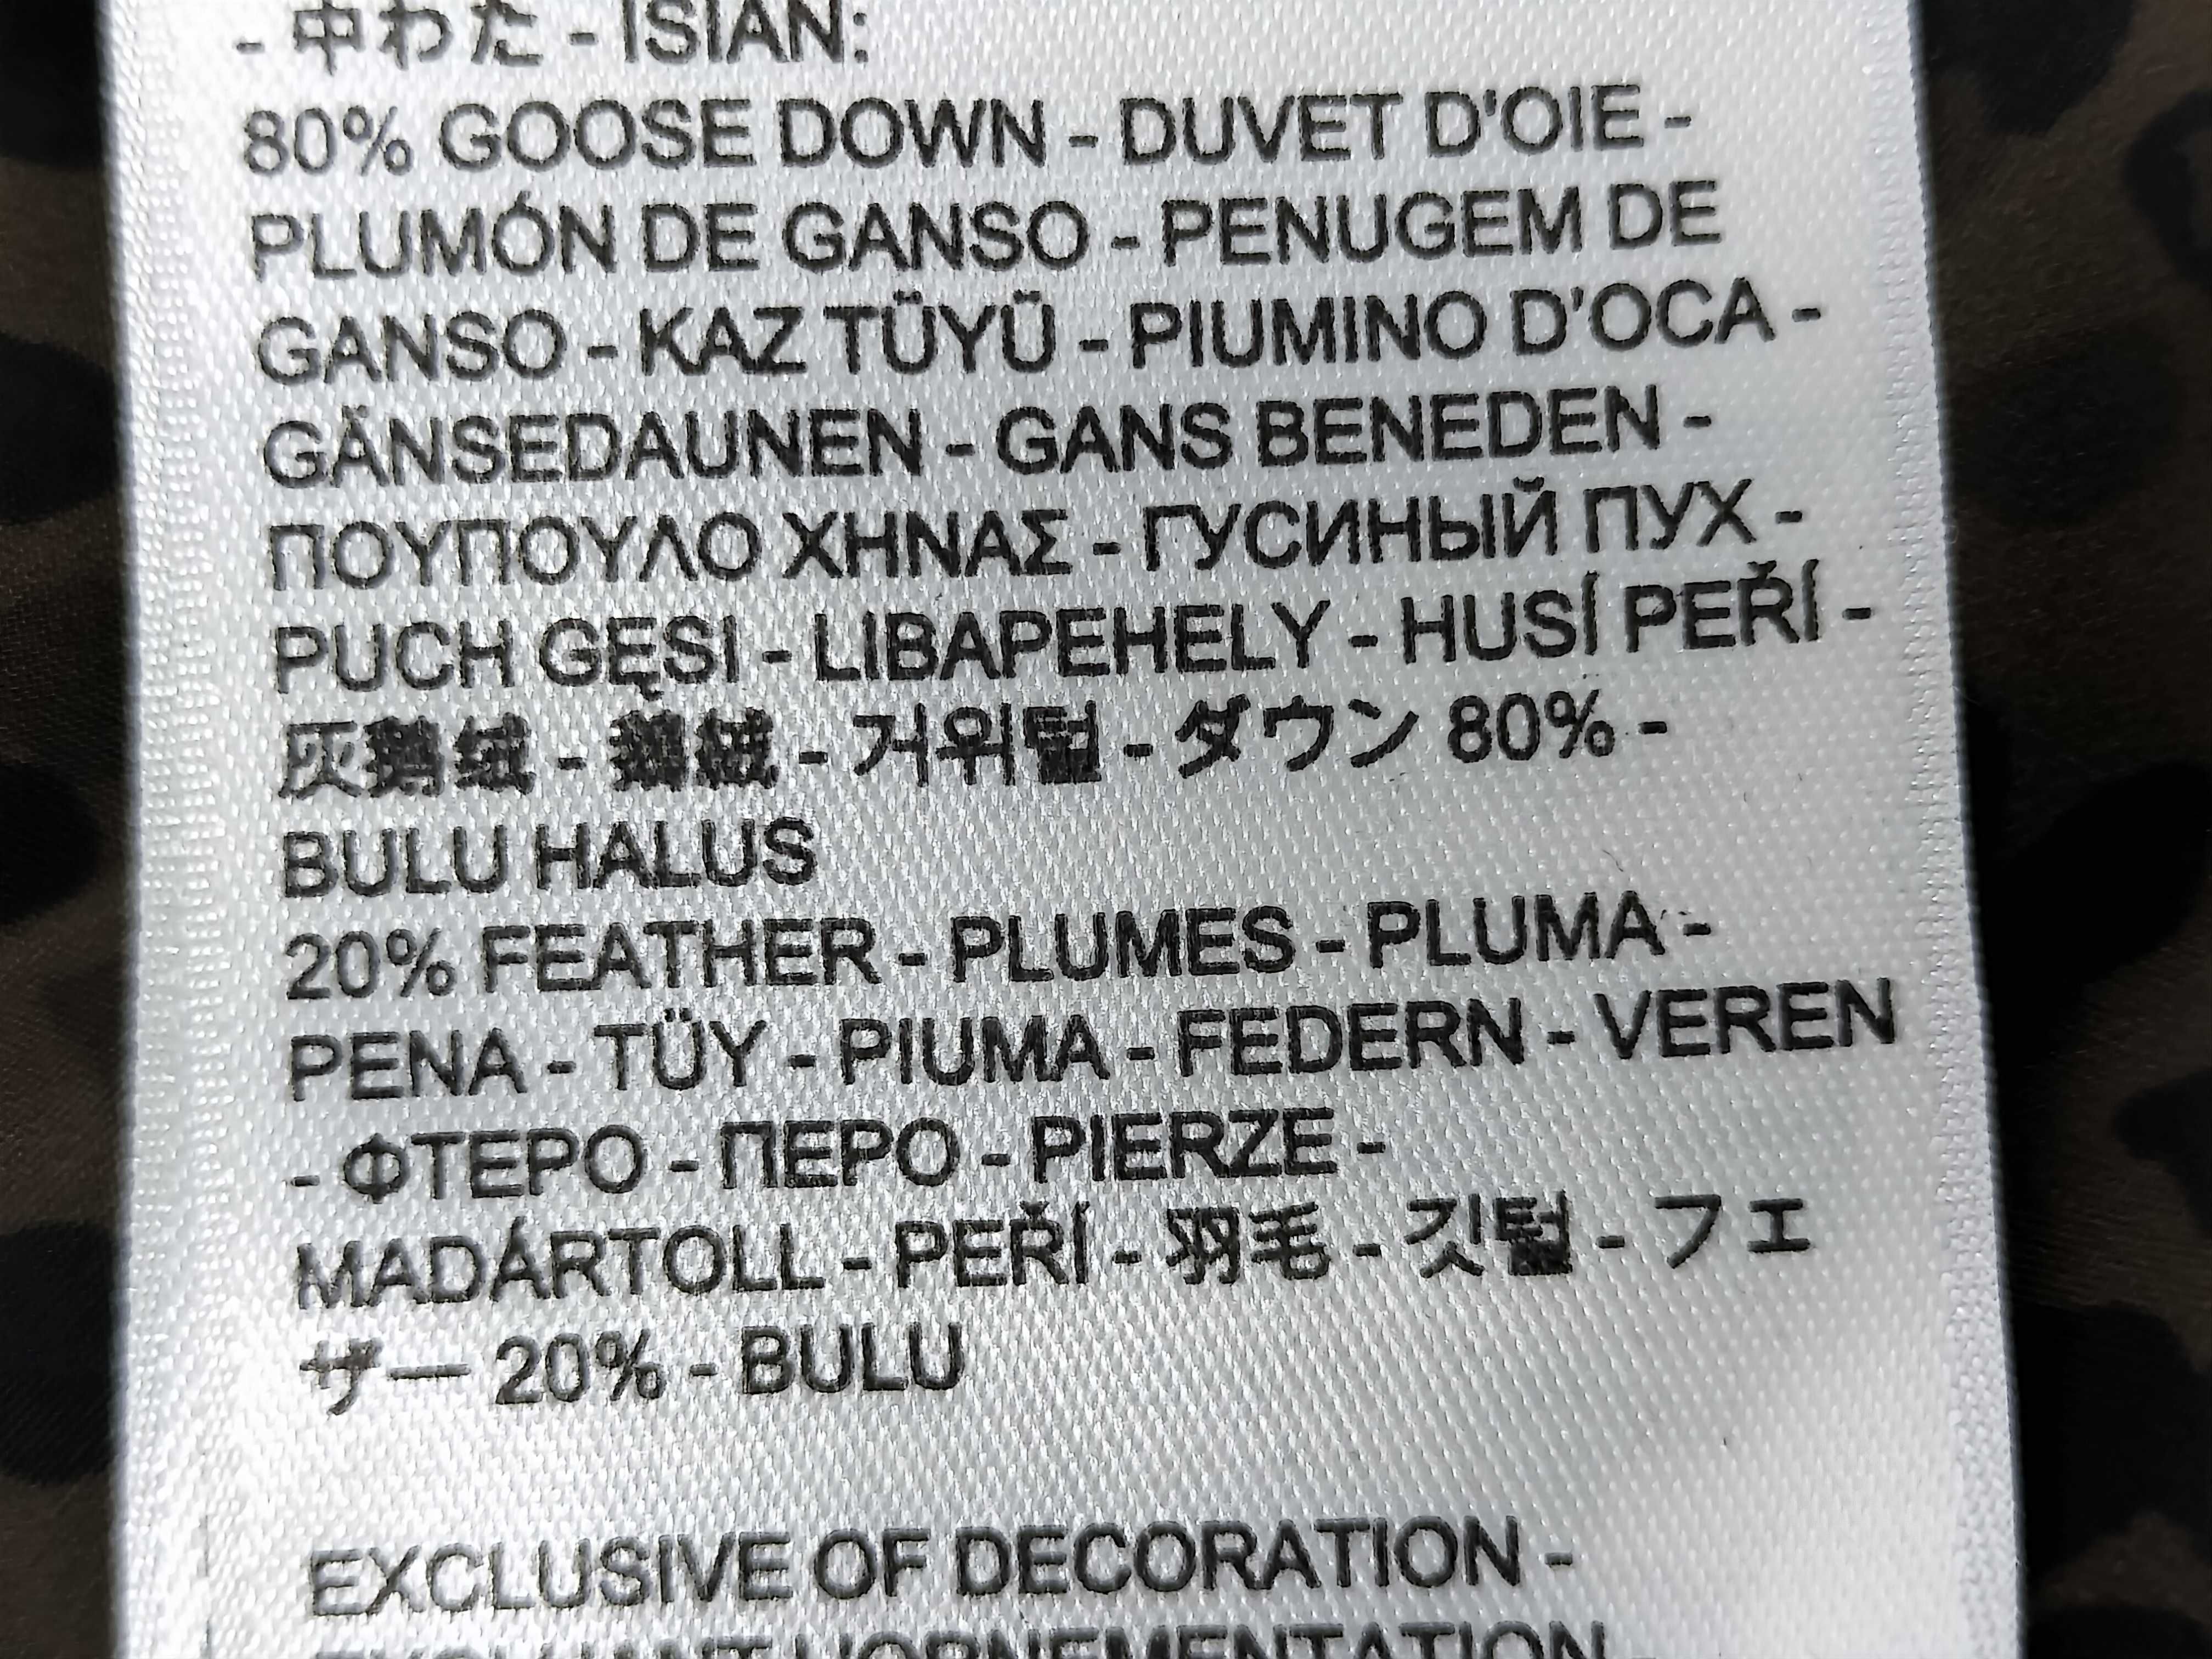 - 中わた - ISIAN:
80% GOOSE DOWN - DUVET D'OIE -
PLUMÓN DE GANSO - PENUGEM DE
GANSO - KAZ TÜYÜ - PIUMINO D'OCA -
GÄNSEDAUNEN - GANS BENEDEN -
ΠΟΥΠΟΥΛΟ ΧΗΝΑΣ - ГУСИНЫЙ ПУХ -
PUCH GĘSI - LIBAPEHELY - HUSÍ PEŘÍ -
灰鹅绒 - 鵝絨 - 거위털 - ダウン 80% -
BULU HALUS
20% FEATHER - PLUMES - PLUMA -
PENA - TÜY - PIUMA - FEDERN - VEREN
- ΦΤΕΡΟ - ПЕРО - PIERZE -
MADÁRTOLL - PEŘÍ - 羽毛 - 깃털 - フェ
ザー 20% - BULU
EXCLUSIVE OF DECORATION -
EXCLUANT L'ORNEMENTATION -